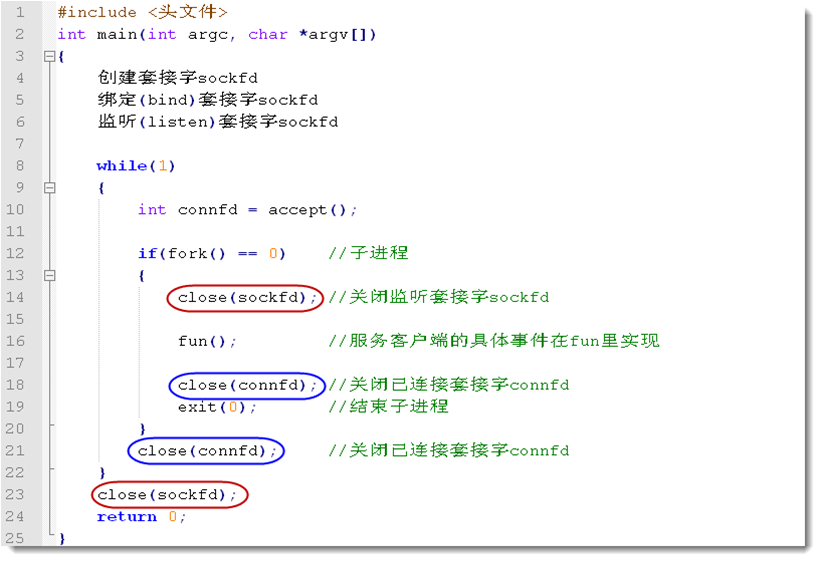 1 #include <头文件>
2 int main(int argc, char *argv[])
3 {
4 创建套接字sockfd
5 绑定(bind)套接字sockfd
6 监听(listen)套接字sockfd
7
8 while(1)
9 {
10 int connfd = accept();
11
12 if(fork() == 0) //子进程
13 {
14 close(sockfd); //关闭监听套接字sockfd
15
16 fun(); //服务客户端的具体事件在fun里实现
17
18 close(connfd); //关闭已连接套接字connfd
19 exit(0); //结束子进程
20 }
21 close(connfd); //关闭已连接套接字connfd
22 }
23 close(sockfd);
24 return 0;
25 }